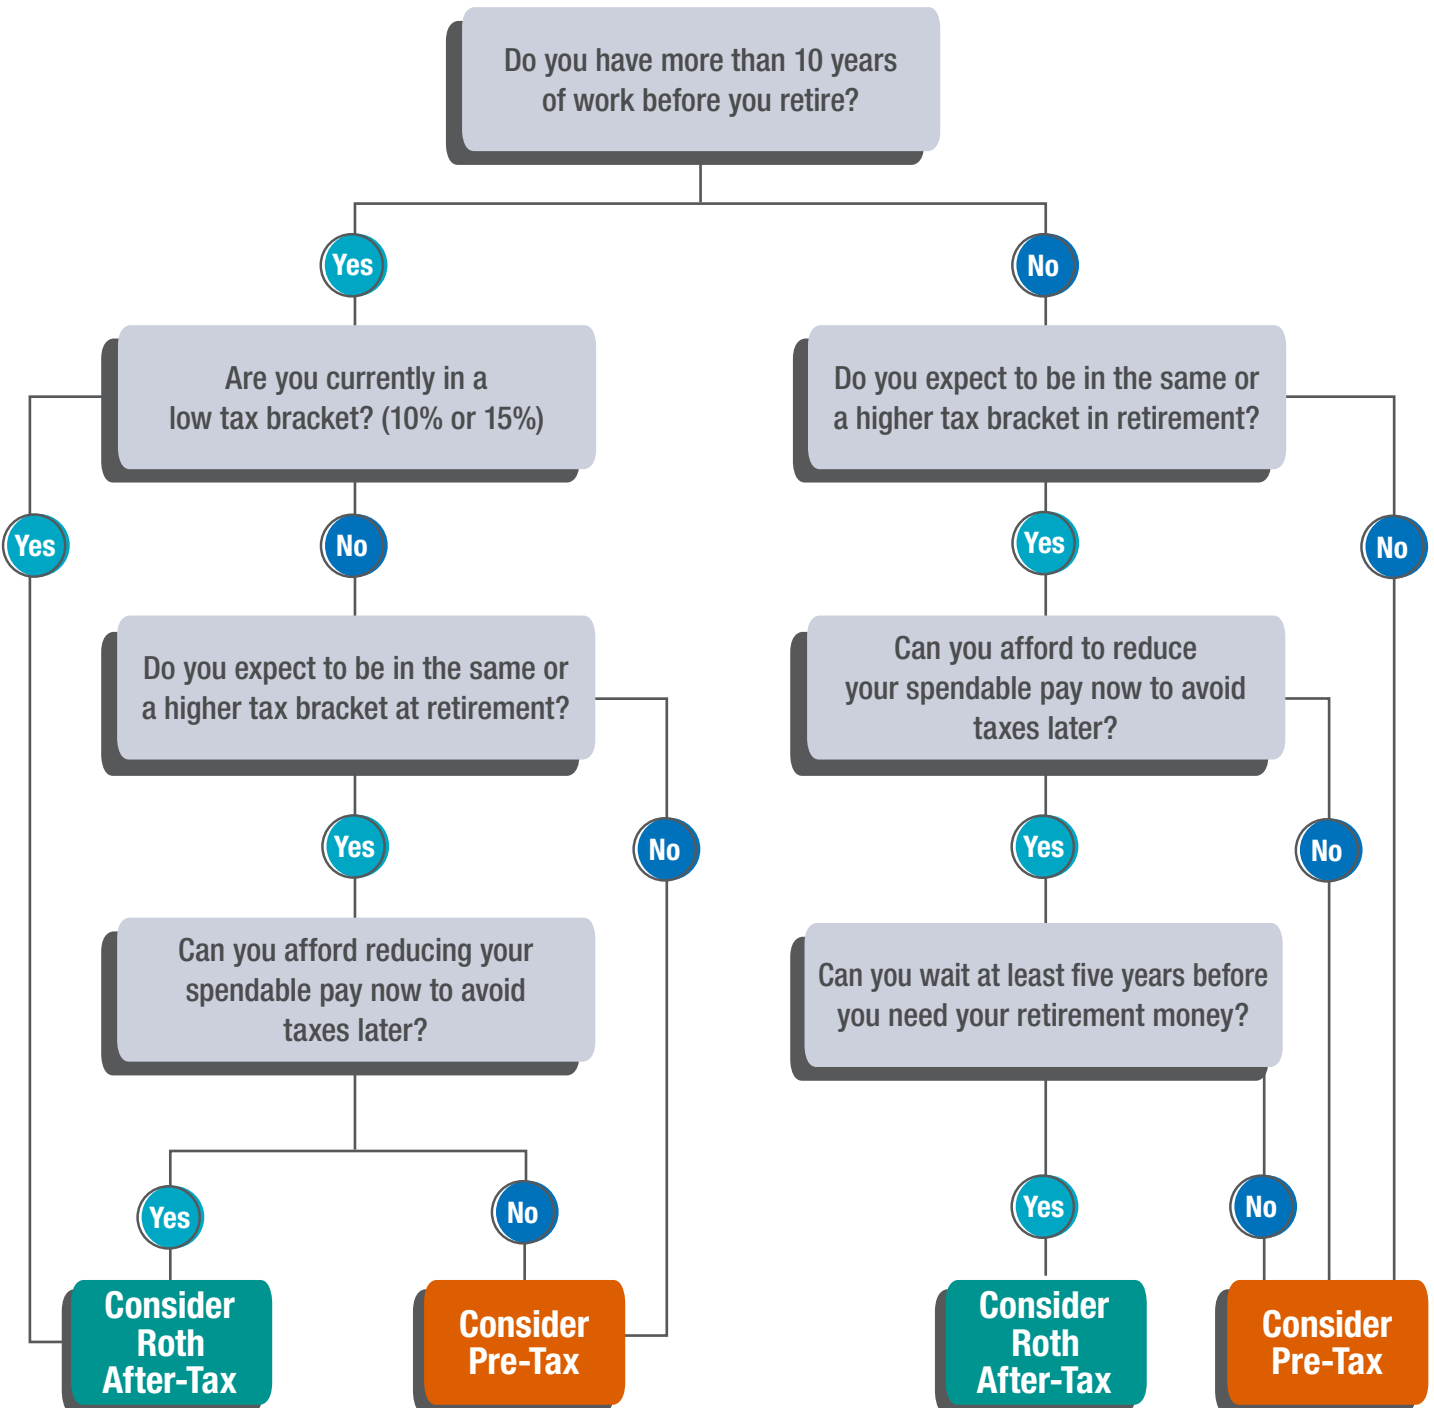 Do you have more than 10 years
of work before you retire?
Yes
No
Are you currently in a
low tax bracket? (10% or 15%)
Do you expect to be in the same or
a higher tax bracket in retirement?
Yes
No
Yes
No
Do you expect to be in the same or
a higher tax bracket at retirement?
Can you afford to reduce
your spendable pay now to avoid
taxes later?
Yes
No
Yes
No
Can you afford reducing your
spendable pay now to avoid
taxes later?
Can you wait at least five years before
you need your retirement money?
Yes
No
Yes
No
Consider
Roth
After-Tax
Consider
Pre-Tax
Consider
Roth
After-Tax
Consider
Pre-Tax